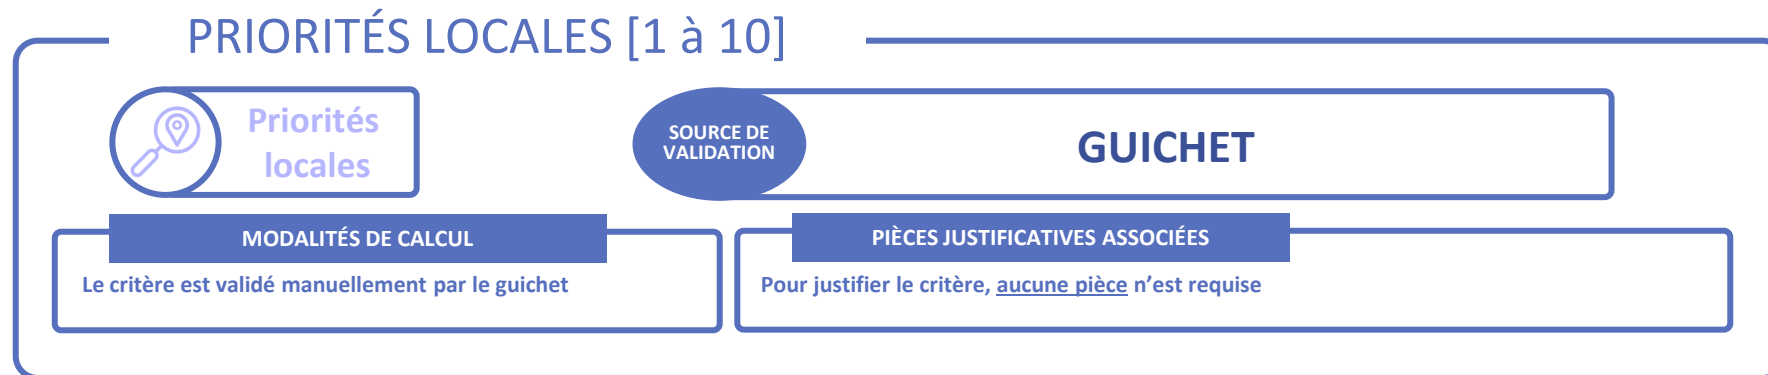 PRIORITÉS LOCALES [1 à 10]
Priorités
locales
SOURCE DE
VALIDATION
GUICHET
MODALITÉS DE CALCUL
Le critère est validé manuellement par le guichet
PIÈCES JUSTIFICATIVES ASSOCIÉES
Pour justifier le critère, aucune pièce n’est requise